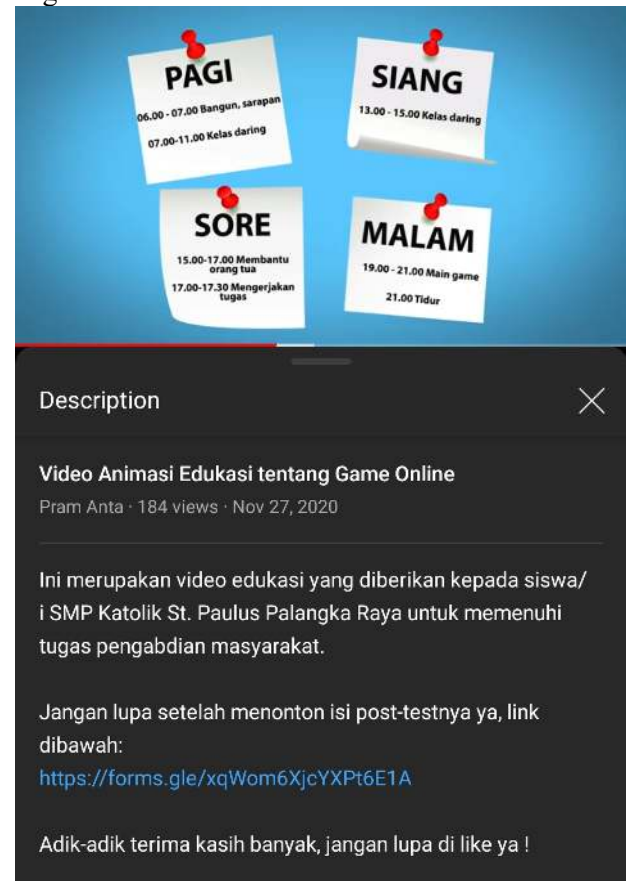 PAGI
06.00 - 07.00 Bangun, sarapan
07.00-11.00 Kelas daring
SIANG
13.00 - 15.00 Kelas daring
SORE
15.00-17.00 Membantu
orang tua
17.00-17.30 Mengerjakan
tugas
MALAM
19.00 - 21.00 Main game
21.00 Tidur
Description
Video Animasi Edukasi tentang Game Online
Pram Anta · 184 views · Nov 27, 2020
Ini merupakan video edukasi yang diberikan kepada siswa/
i SMP Katolik St. Paulus Palangka Raya untuk memenuhi
tugas pengabdian masyarakat.
Jangan lupa setelah menonton isi post-testnya ya, link
dibawah:
https://forms.gle/xqWom6XjcYXPt6E1A
Adik-adik terima kasih banyak, jangan lupa di like ya !